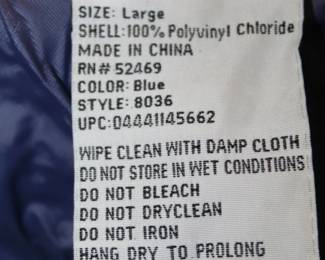 SIZE: Large
SHELL:100% Polyvinyl Chloride
MADE IN CHINA
RN# 52469
COLOR: Blue
STYLE: 8036
UPC:04441145662
WIPE CLEAN WITH DAMP CLOTH
DO NOT STORE IN WET CONDITIONS
DO NOT BLEACH
DO NOT DRYCLEAN
DO NOT IRON
HANG DRY TO PROLONG